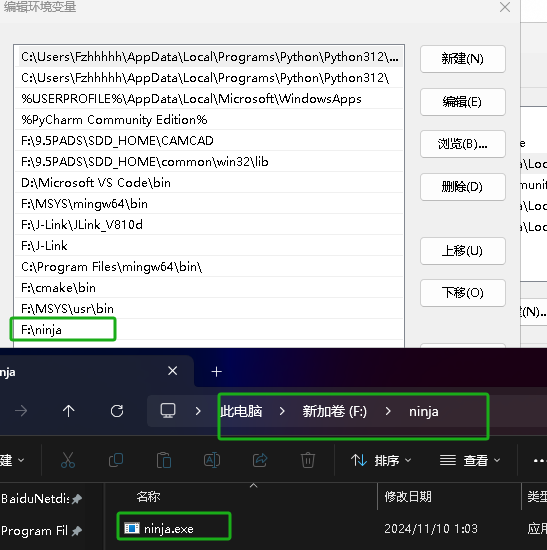 编辑环境变量
C:\Users\Fzhhhhh\AppData\Local\Programs\Python\Python312\...
C:\Users\Fzhhhhh\AppData\Local\Programs\Python\Python312\
%USERPROFILE%\AppData\Local\Microsoft\WindowsApps
%PyCharm Community Edition%
F:\9.5PADS\SDD_HOME\CAMCAD
F:\9.5PADS\SDD_HOME\common\win32\lib
D:\Microsoft VS Code\bin
F:\MSYS\mingw64\bin
F:\J-Link\JLink_V810d
F:\J-Link
C:\Program Files\mingw64\bin\
F:\cmake\bin
F:\MSYS\usr\bin
F:\ninja
新建(N)
编辑(E)
浏览(B)...
删除(D)
上移(U)
下移(O)
e
\Loc
munit
a\Loc
a\Loc
(N)...
nja
此电脑 新加卷 (F:) ninja
建 排序 查看
名称 修改日期 类型
BaiduNetdis
Program Fil
ninja.exe 2024/11/10 1:03 应用